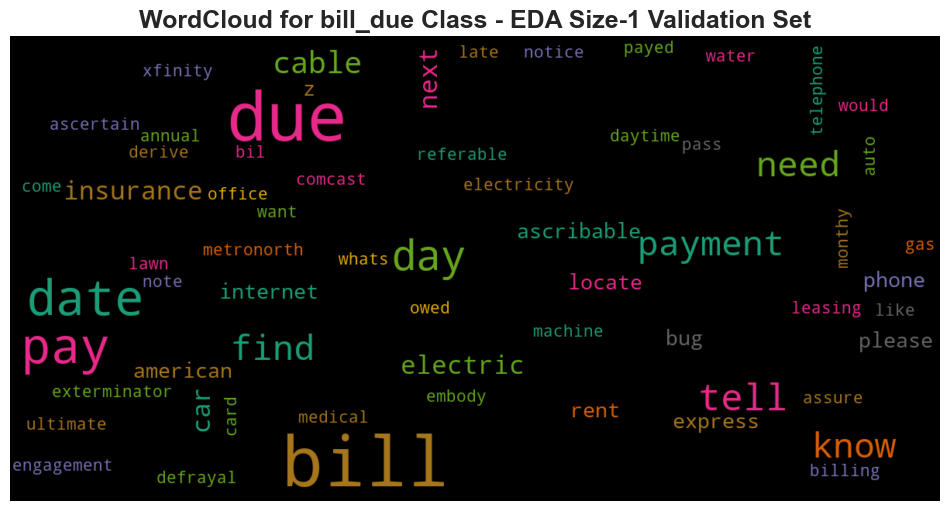 WordCloud for bill_due Class - EDA Size-1 Validation Set
late
notice
payed
water
xfinity
cable
next
telephone
would
z
due
ascertain
annual
derive
bil
daytime
pass
auto
referable
need
come
insurance
office
comcast
electricity
want
ascribable
payment
monthy
gas
metronorth
whats
day
lawn
note
internet
locate
phone
date
owed
leasing
like
machine
bug
please
pay
find
american
electric
exterminator
car
card
embody
tell
assure
ultimate
medical
rent
express
bill
know
engagement
defrayal
billing